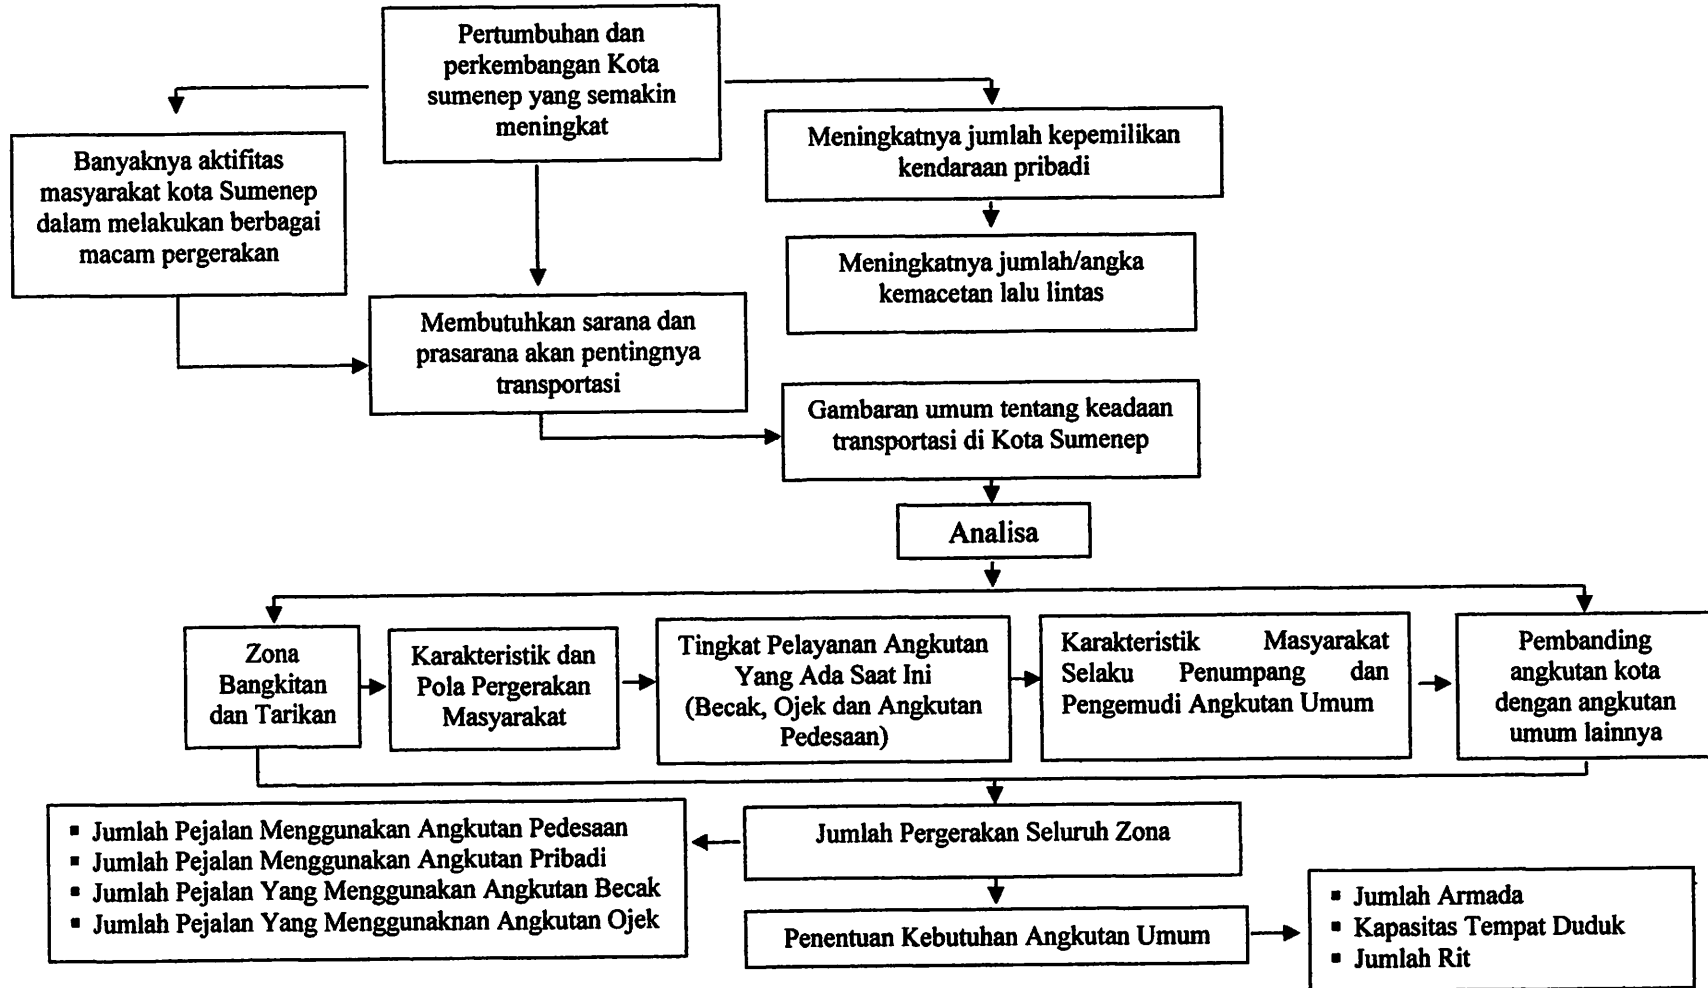 Pertumbuhan dan
perkembangan Kota
sumenep yang semakin
meningkat
Banyaknya aktifitas
masyarakat kota Sumenep
dalam melakukan berbagai
macam pergerakan
Meningkatnya jumlah kepemilikan
kendaraan pribadi
Meningkatnya jumlah/angka
kemacetan lalu lintas
Membutuhkan sarana dan
prasarana akan pentingnya
transportasi
Gambaran umum tentang keadaan
transportasi di Kota Sumenep
Analisa
Zona
Bangkitan
dan Tarikan
Karakteristik dan
Pola Pergerakan
Masyarakat
Tingkat Pelayanan Angkutan
Yang Ada Saat Ini
(Becak, Ojek dan Angkutan
Pedesaan)
Karakteristik Masyarakat
Selaku Penumpang dan
Pengemudi Angkutan Umum
Pembanding
angkutan kota
dengan angkutan
umum lainnya
▪ Jumlah Pejalan Menggunakan Angkutan Pedesaan
▪ Jumlah Pejalan Menggunakan Angkutan Pribadi
▪ Jumlah Pejalan Yang Menggunakan Angkutan Becak
▪ Jumlah Pejalan Yang Menggunaknan Angkutan Ojek
Jumlah Pergerakan Seluruh Zona
Penentuan Kebutuhan Angkutan Umum
▪ Jumlah Armada
▪ Kapasitas Tempat Duduk
▪ Jumlah Rit